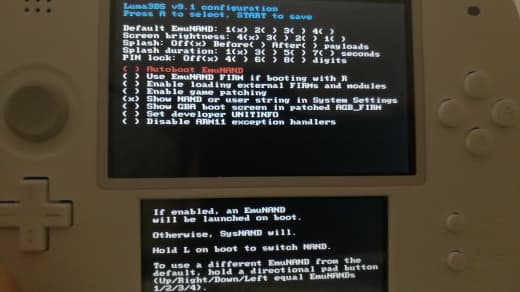 Luma3DS v9.1 configuration
Press A to select, START to save
Default EmuNAND: 1(x) 2( ) 3( ) 4( )
Screen brightness: 4(x) 3( ) 2( ) 1( )
Splash: Off(x) Before( ) After( ) payloads
Splash duration: 1(x) 3( ) 5( ) 7( ) seconds
PIN lock: Off(x) 4( ) 6( ) 8( ) digits
( ) Autoboot EmuNAND
( ) Use EmuNAND FIRM if booting with R
( ) Enable loading external FIRMs and modules
( ) Enable game patching
(x) Show NAND or user string in System Settings
( ) Show GBA boot screen in patched AGB_FIRM
( ) Set developer UNITINFO
( ) Disable ARM11 exception handlers
If enabled, an EmuNAND
will be launched on boot.
Otherwise, SysNAND will.
Hold L on boot to switch NAND.
To use a different EmuNAND from the
default, hold a directional pad button
(Up/Right/Down/Left equal EmuNANDs
1/2/3/4).